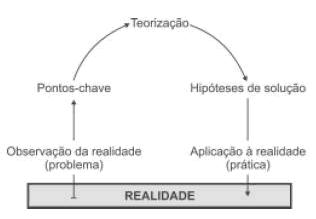 Teorização
Pontos-chave
Hipóteses de solução
Observação da realidade
(problema)
Aplicação à realidade
(prática)
REALIDADE